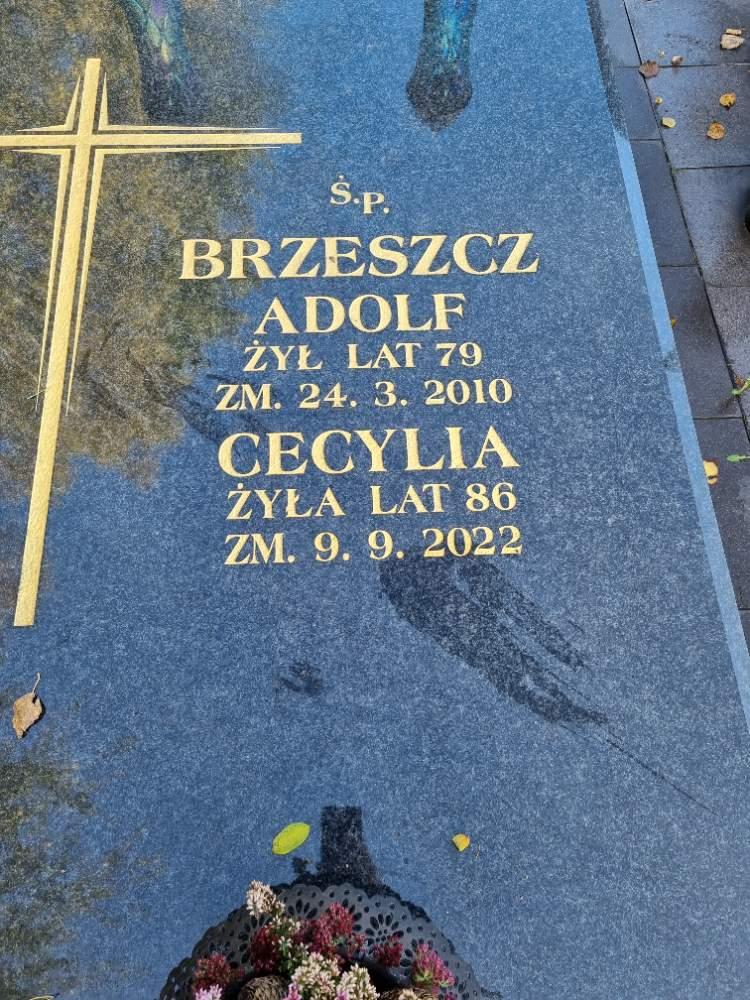 Ś.P.
BRZESZCZ
ADOLF
ŻYŁ LAT 79
ZM. 24. 3. 2010
CECYLIA
ŻYŁA LAT 86
ZM. 9. 9. 2022